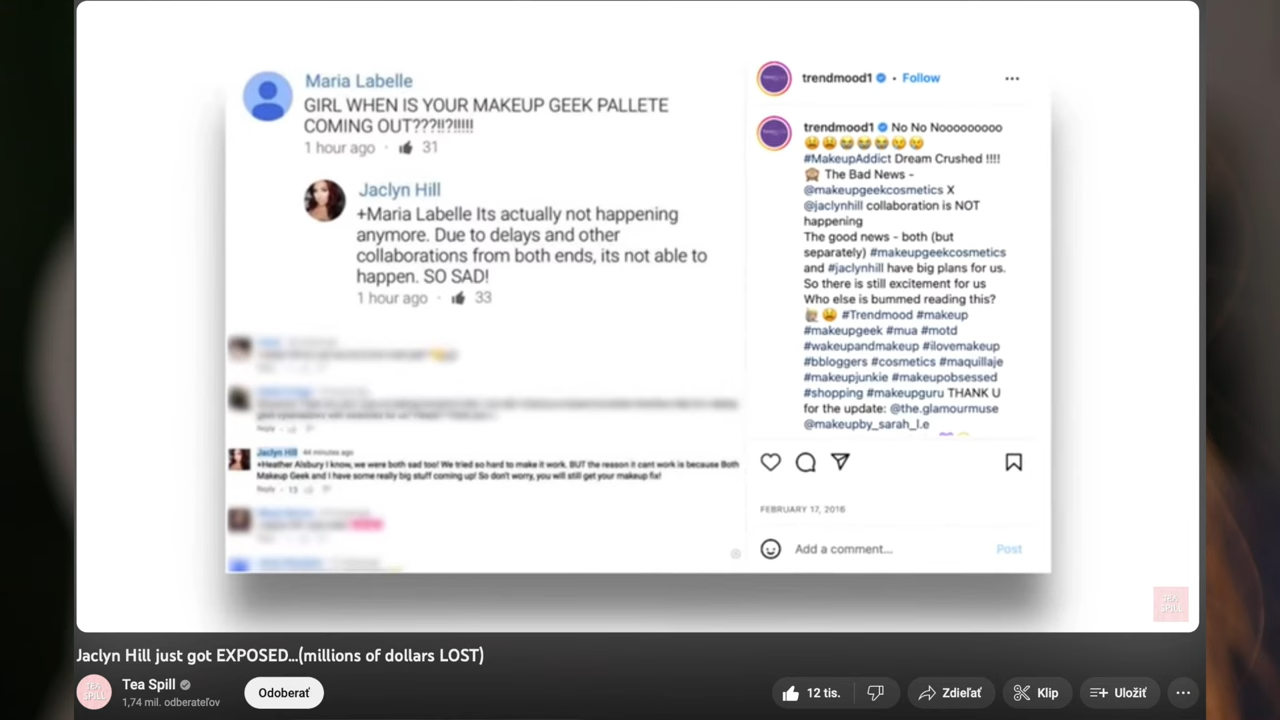 Maria Labelle
GIRL WHEN IS YOUR MAKEUP GEEK PALLETE
COMING OUT???!!?!!!!!
1 hour ago · 31
Jaclyn Hill
+Maria Labelle Its actually not happening
anymore. Due to delays and other
collaborations from both ends, its not able to
happen. SO SAD!
1 hour ago · 33
Jaclyn Hill 44 minutes ago
+Heather Alsbury I know, we were both sad too! We tried so hard to make it work. BUT the reason it cant work is because Both
Makeup Geek and I have some really big stuff coming up! So don't worry, you will still get your makeup fix!
Reply · 13
trendmood1 · Follow
trendmood1 No No Nooooooooo
😫😫😭😭😭😢😢
#MakeupAddict Dream Crushed !!!!
🙈 The Bad News -
@makeupgeekcosmetics X
@jaclynhill collaboration is NOT
happening
The good news - both (but
separately) #makeupgeekcosmetics
and #jaclynhill have big plans for us.
So there is still excitement for us
Who else is bummed reading this?
🙋🏼😫 #Trendmood #makeup
#makeupgeek #mua #motd
#wakeupandmakeup #ilovemakeup
#bbloggers #cosmetics #maquillaje
#makeupjunkie #makeupobsessed
#shopping #makeupguru THANK U
for the update: @the.glamourmuse
@makeupby_sarah_l.e
FEBRUARY 17, 2016
Add a comment... Post
TEA
SPILL
Jaclyn Hill just got EXPOSED...(millions of dollars LOST)
TEA
SPILL
Tea Spill
1,74 mil. odberateľov
Odoberať
12 tis.
Zdieľať
Klip
Uložiť